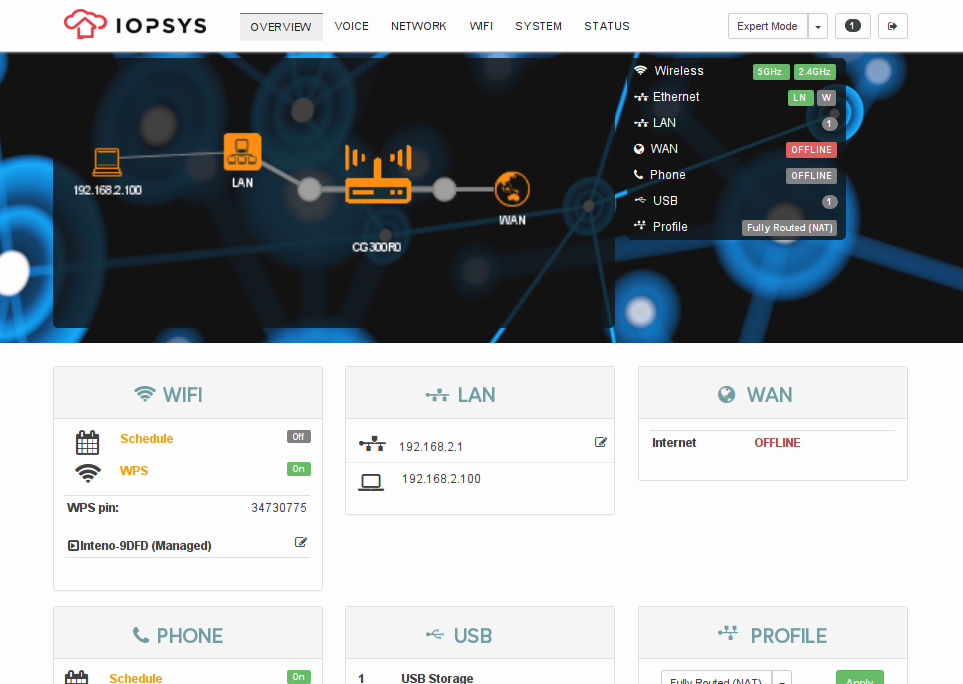 IOPSYS
OVERVIEW VOICE NETWORK WIFI SYSTEM STATUS
Expert Mode 1
192.168.2.100
LAN
CG300R0
WAN
Wireless 5GHz 2.4GHz
Ethernet LN W
LAN 1
WAN OFFLINE
Phone OFFLINE
USB 1
Profile Fully Routed (NAT)
WIFI
Schedule Off
WPS On
WPS pin: 34730775
Inteno-9DFD (Managed)
LAN
192.168.2.1
192.168.2.100
WAN
Internet OFFLINE
PHONE
Schedule On
USB
1 USB Storage
PROFILE
Fully Routed (NAT) Apply